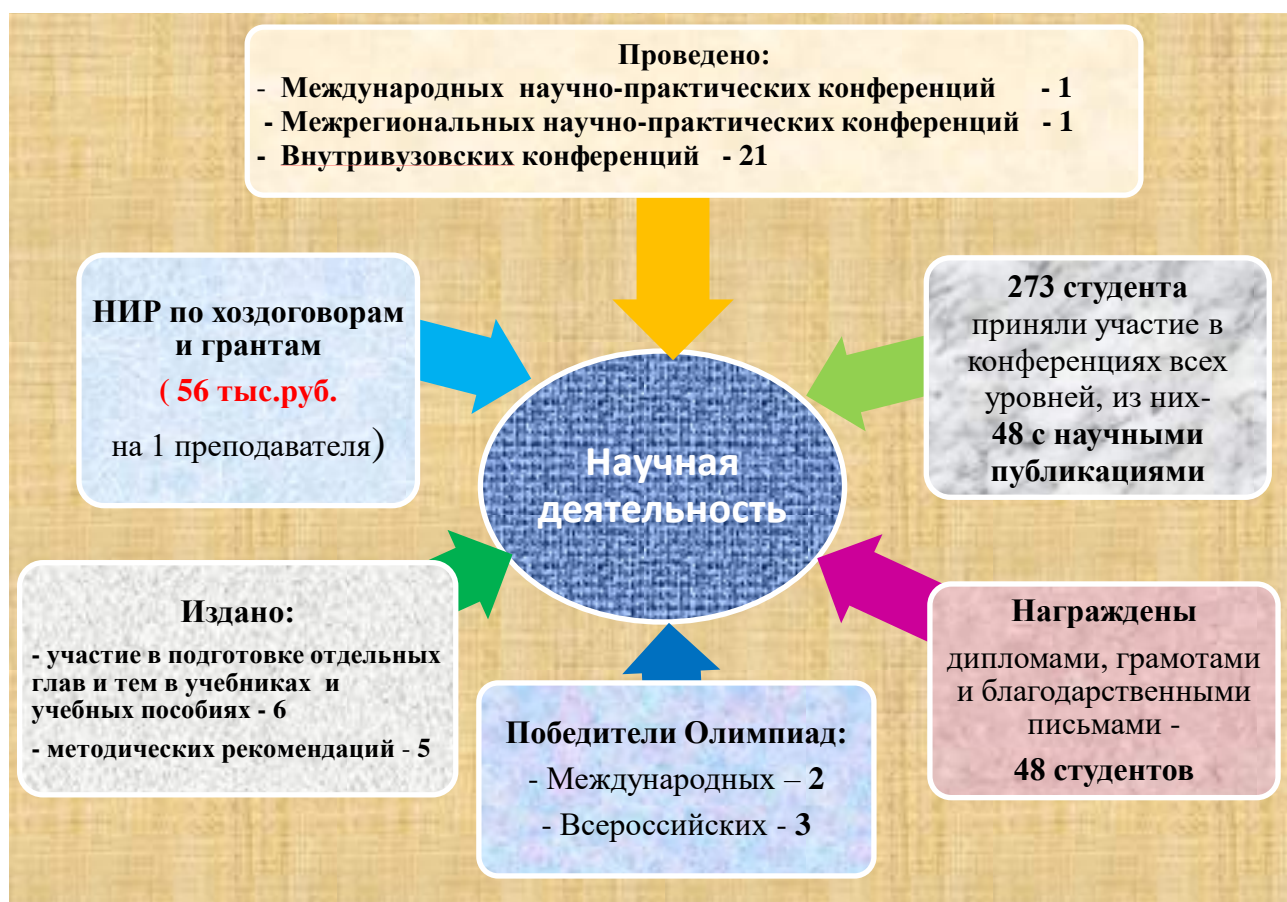 Проведено:
- Международных научно-практических конференций - 1
- Межрегиональных научно-практических конференций - 1
- Внутривузовских конференций - 21
НИР по хоздоговорам
и грантам
( 56 тыс.руб.
на 1 преподавателя)
273 студента
приняли участие в
конференциях всех
уровней, из них-
48 с научными
публикациями
Научная
деятельность
Издано:
- участие в подготовке отдельных
глав и тем в учебниках и
учебных пособиях - 6
- методических рекомендаций - 5
Победители Олимпиад:
- Международных – 2
- Всероссийских - 3
Награждены
дипломами, грамотами
и благодарственными
письмами -
48 студентов